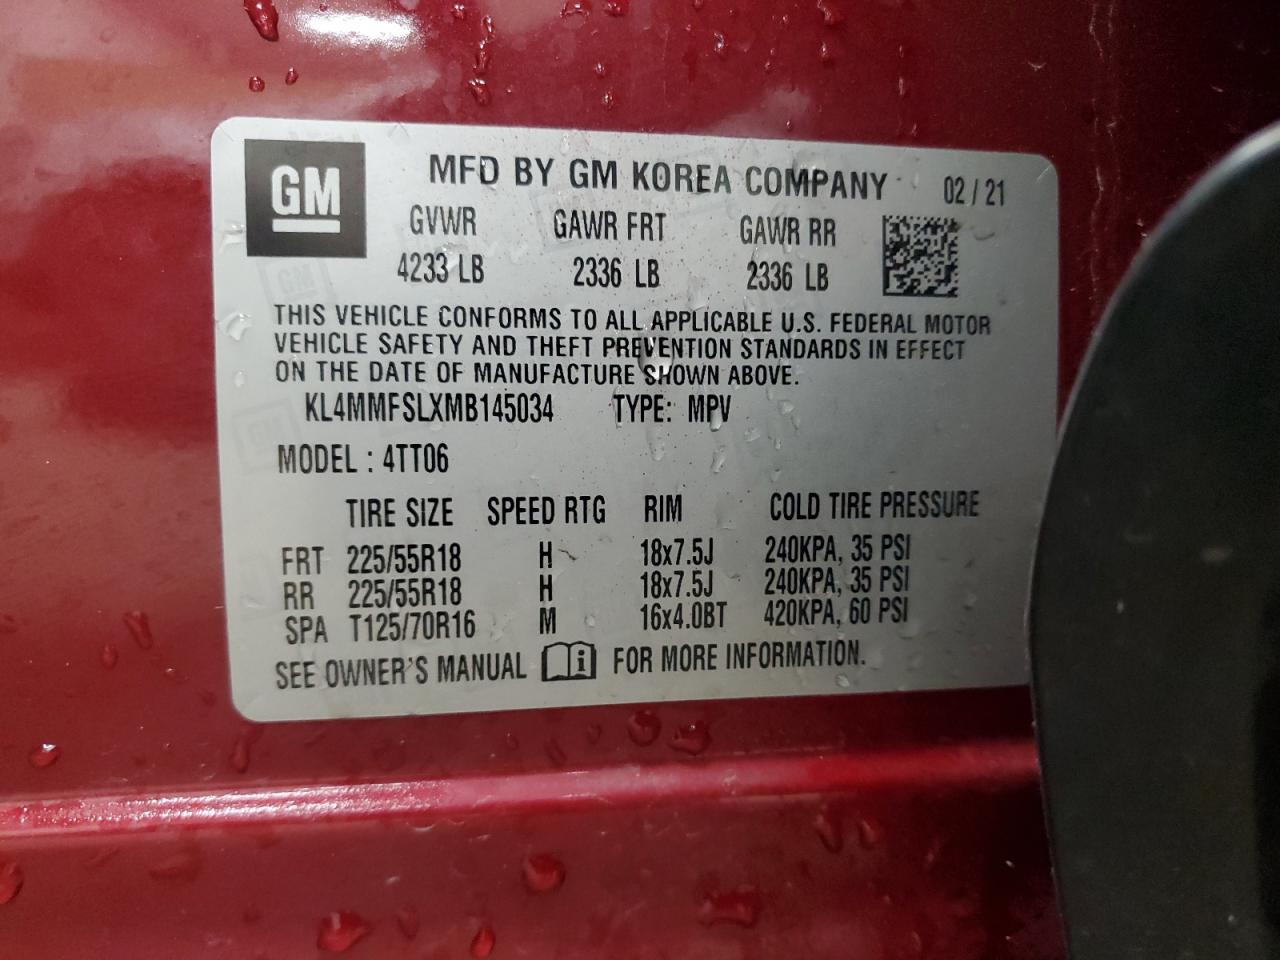 GM
MFD BY GM KOREA COMPANY 02 / 21
GVWR GAWR FRT GAWR RR
4233 LB 2336 LB 2336 LB
THIS VEHICLE CONFORMS TO ALL APPLICABLE U.S. FEDERAL MOTOR
VEHICLE SAFETY AND THEFT PREVENTION STANDARDS IN EFFECT
ON THE DATE OF MANUFACTURE SHOWN ABOVE.
KL4MMFSLXMB145034 TYPE: MPV
MODEL : 4TT06
TIRE SIZE SPEED RTG RIM COLD TIRE PRESSURE
FRT 225/55R18 H 18x7.5J 240KPA, 35 PSI
RR 225/55R18 H 18x7.5J 240KPA, 35 PSI
SPA T125/70R16 M 16x4.0BT 420KPA, 60 PSI
SEE OWNER'S MANUAL i FOR MORE INFORMATION.